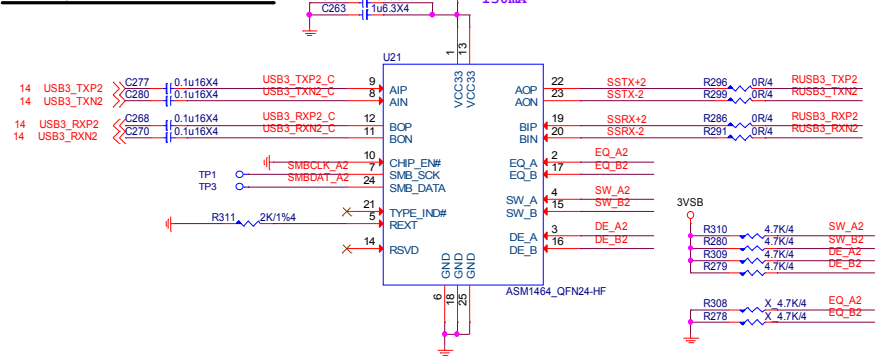 150mA
C263 1u6.3X4
U21
1 13
VCC33 VCC33
14 USB3_TXP2 C277 0.1u16X4 USB3_TXP2_C 9 AIP
14 USB3_TXN2 C280 0.1u16X4 USB3_TXN2_C 8 AIN
14 USB3_RXP2 C268 0.1u16X4 USB3_RXP2_C 12 BOP
14 USB3_RXN2 C270 0.1u16X4 USB3_RXN2_C 11 BON
10 CHIP_EN#
TP1 SMBCLK_A2 7 SMB_SCK
TP3 SMBDAT_A2 24 SMB_DATA
21 TYPE_IND#
R311 2K/1%4 5 REXT
14 RSVD
AOP 22 SSTX+2 R296 0R/4 RUSB3_TXP2
AON 23 SSTX-2 R299 0R/4 RUSB3_TXN2
BIP 19 SSRX+2 R286 0R/4 RUSB3_RXP2
BIN 20 SSRX-2 R291 0R/4 RUSB3_RXN2
EQ_A 2 EQ_A2
EQ_B 17 EQ_B2
SW_A 4 SW_A2
SW_B 15 SW_B2
DE_A 3 DE_A2
DE_B 16 DE_B2
GND GND GND
6 18 25
ASM1464_QFN24-HF
3VSB
R310 4.7K/4 SW_A2
R280 4.7K/4 SW_B2
R309 4.7K/4 DE_A2
R279 4.7K/4 DE_B2
R308 X_4.7K/4 EQ_A2
R278 X_4.7K/4 EQ_B2